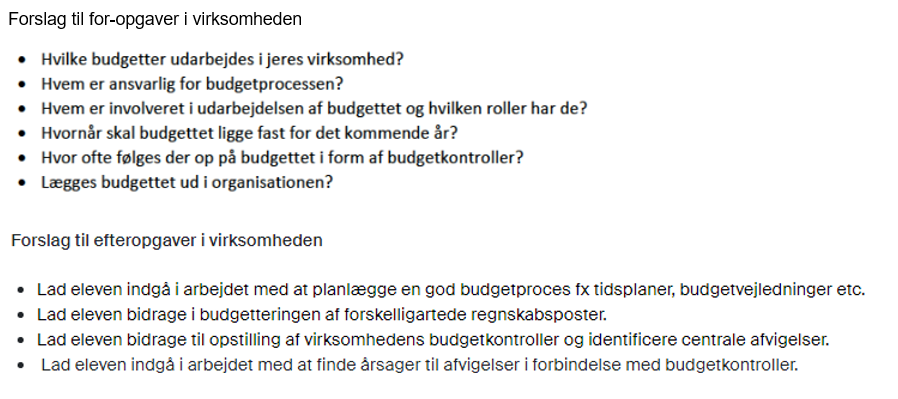 Forslag til for-opgaver i virksomheden
• Hvilke budgetter udarbejdes i jeres virksomhed?
• Hvem er ansvarlig for budgetprocessen?
• Hvem er involveret i udarbejdelsen af budgettet og hvilken roller har de?
• Hvornår skal budgettet ligge fast for det kommende år?
• Hvor ofte følges der op på budgettet i form af budgetkontroller?
• Lægges budgettet ud i organisationen?
Forslag til efteropgaver i virksomheden
• Lad eleven indgå i arbejdet med at planlægge en god budgetproces fx tidsplaner, budgetvejledninger etc.
• Lad eleven bidrage i budgetteringen af forskelligartede regnskabsposter.
• Lad eleven bidrage til opstilling af virksomhedens budgetkontroller og identificere centrale afvigelser.
• Lad eleven indgå i arbejdet med at finde årsager til afvigelser i forbindelse med budgetkontroller.